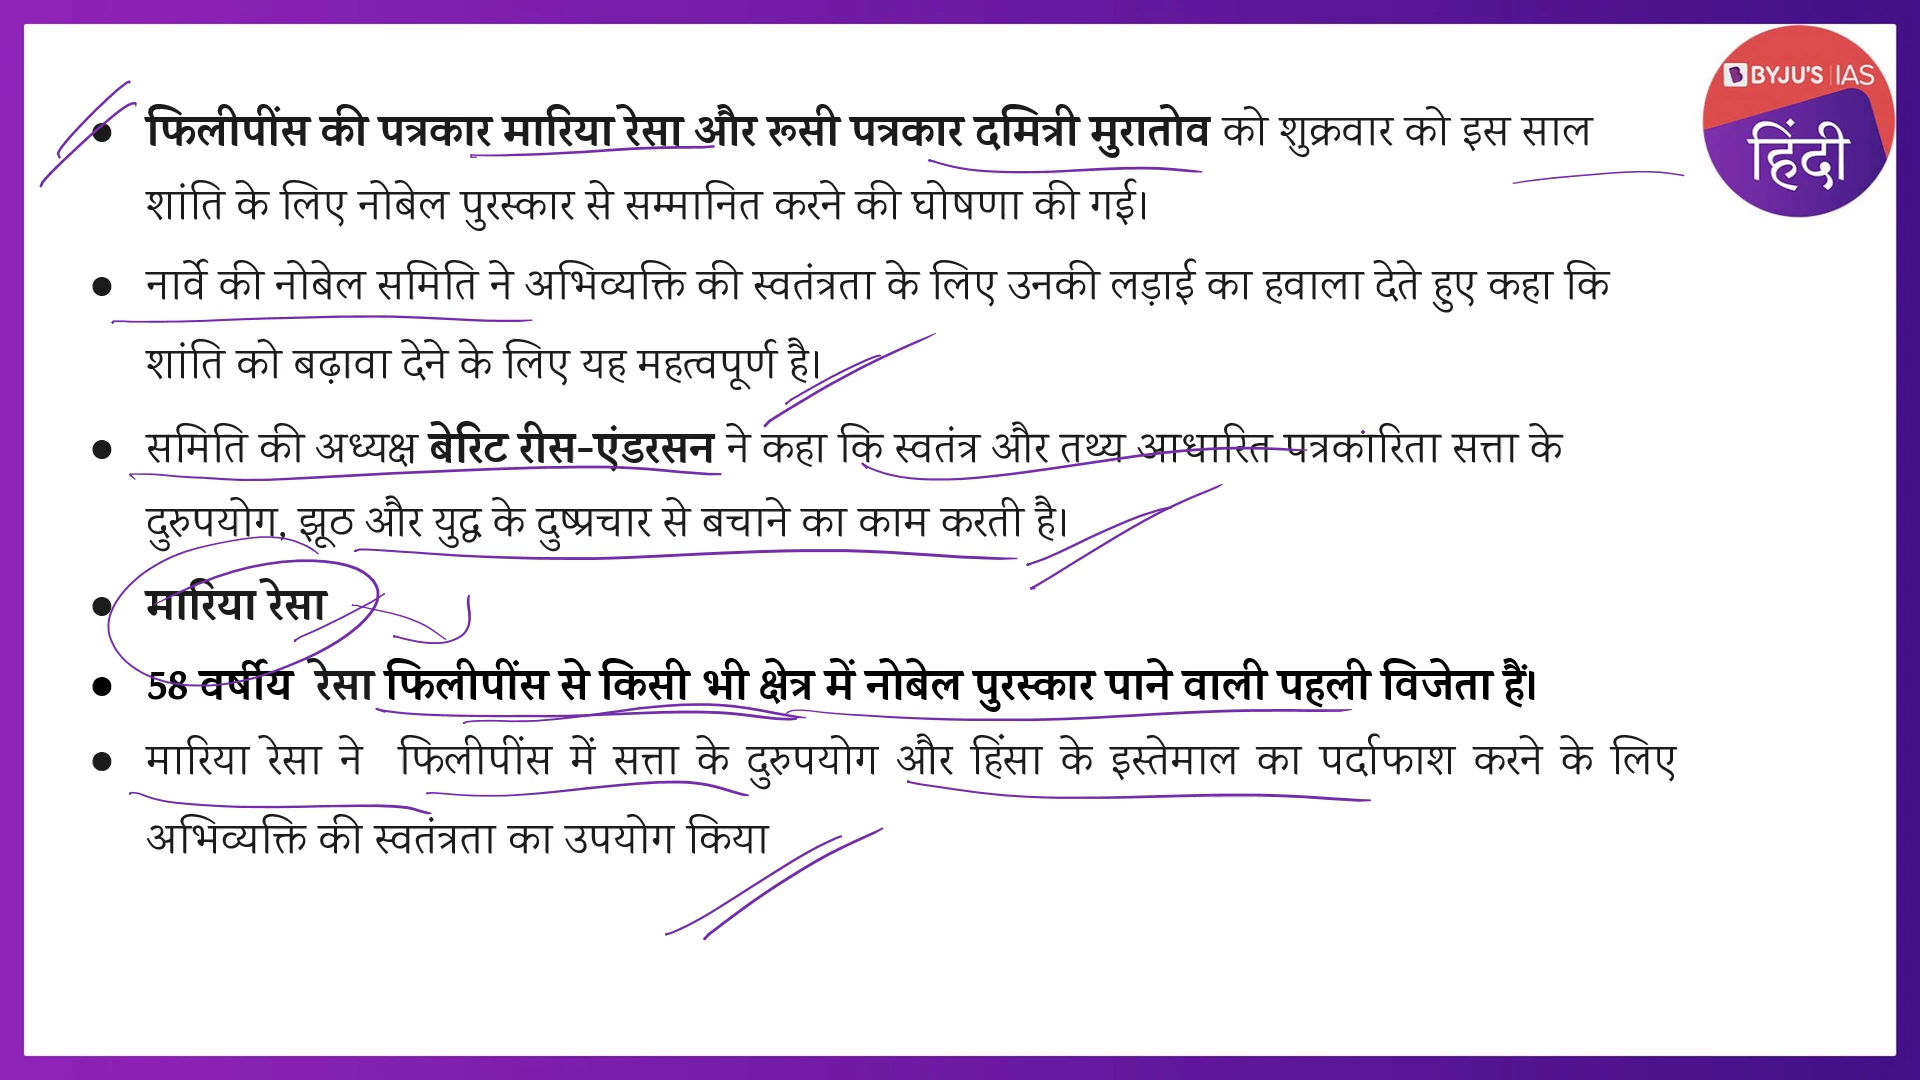 BYJU'S IAS
हिंदी
● फिलीपींस की पत्रकार मारिया रेसा और रूसी पत्रकार दमित्री मुरातोव को शुक्रवार को इस साल
शांति के लिए नोबेल पुरस्कार से सम्मानित करने की घोषणा की गई।
● नार्वे की नोबेल समिति ने अभिव्यक्ति की स्वतंत्रता के लिए उनकी लड़ाई का हवाला देते हुए कहा कि
शांति को बढ़ावा देने के लिए यह महत्वपूर्ण है।
● समिति की अध्यक्ष बेरिट रीस-एंडरसन ने कहा कि स्वतंत्र और तथ्य आधारित पत्रकारिता सत्ता के
दुरुपयोग, झूठ और युद्ध के दुष्प्रचार से बचाने का काम करती है।
● मारिया रेसा
● 58 वर्षीय रेसा फिलीपींस से किसी भी क्षेत्र में नोबेल पुरस्कार पाने वाली पहली विजेता हैं।
● मारिया रेसा ने फिलीपींस में सत्ता के दुरुपयोग और हिंसा के इस्तेमाल का पर्दाफाश करने के लिए
अभिव्यक्ति की स्वतंत्रता का उपयोग किया